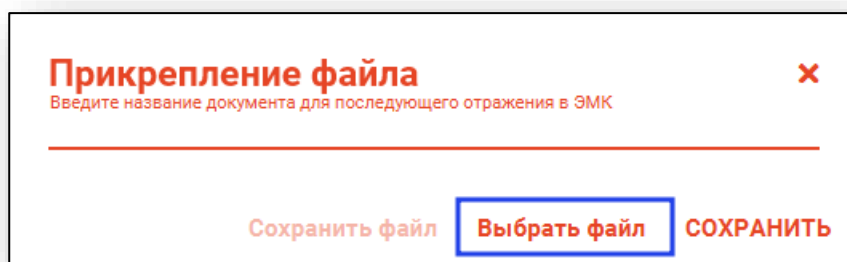 Прикрепление файла
Введите название документа для последующего отражения в ЭМК
Сохранить файл Выбрать файл СОХРАНИТЬ